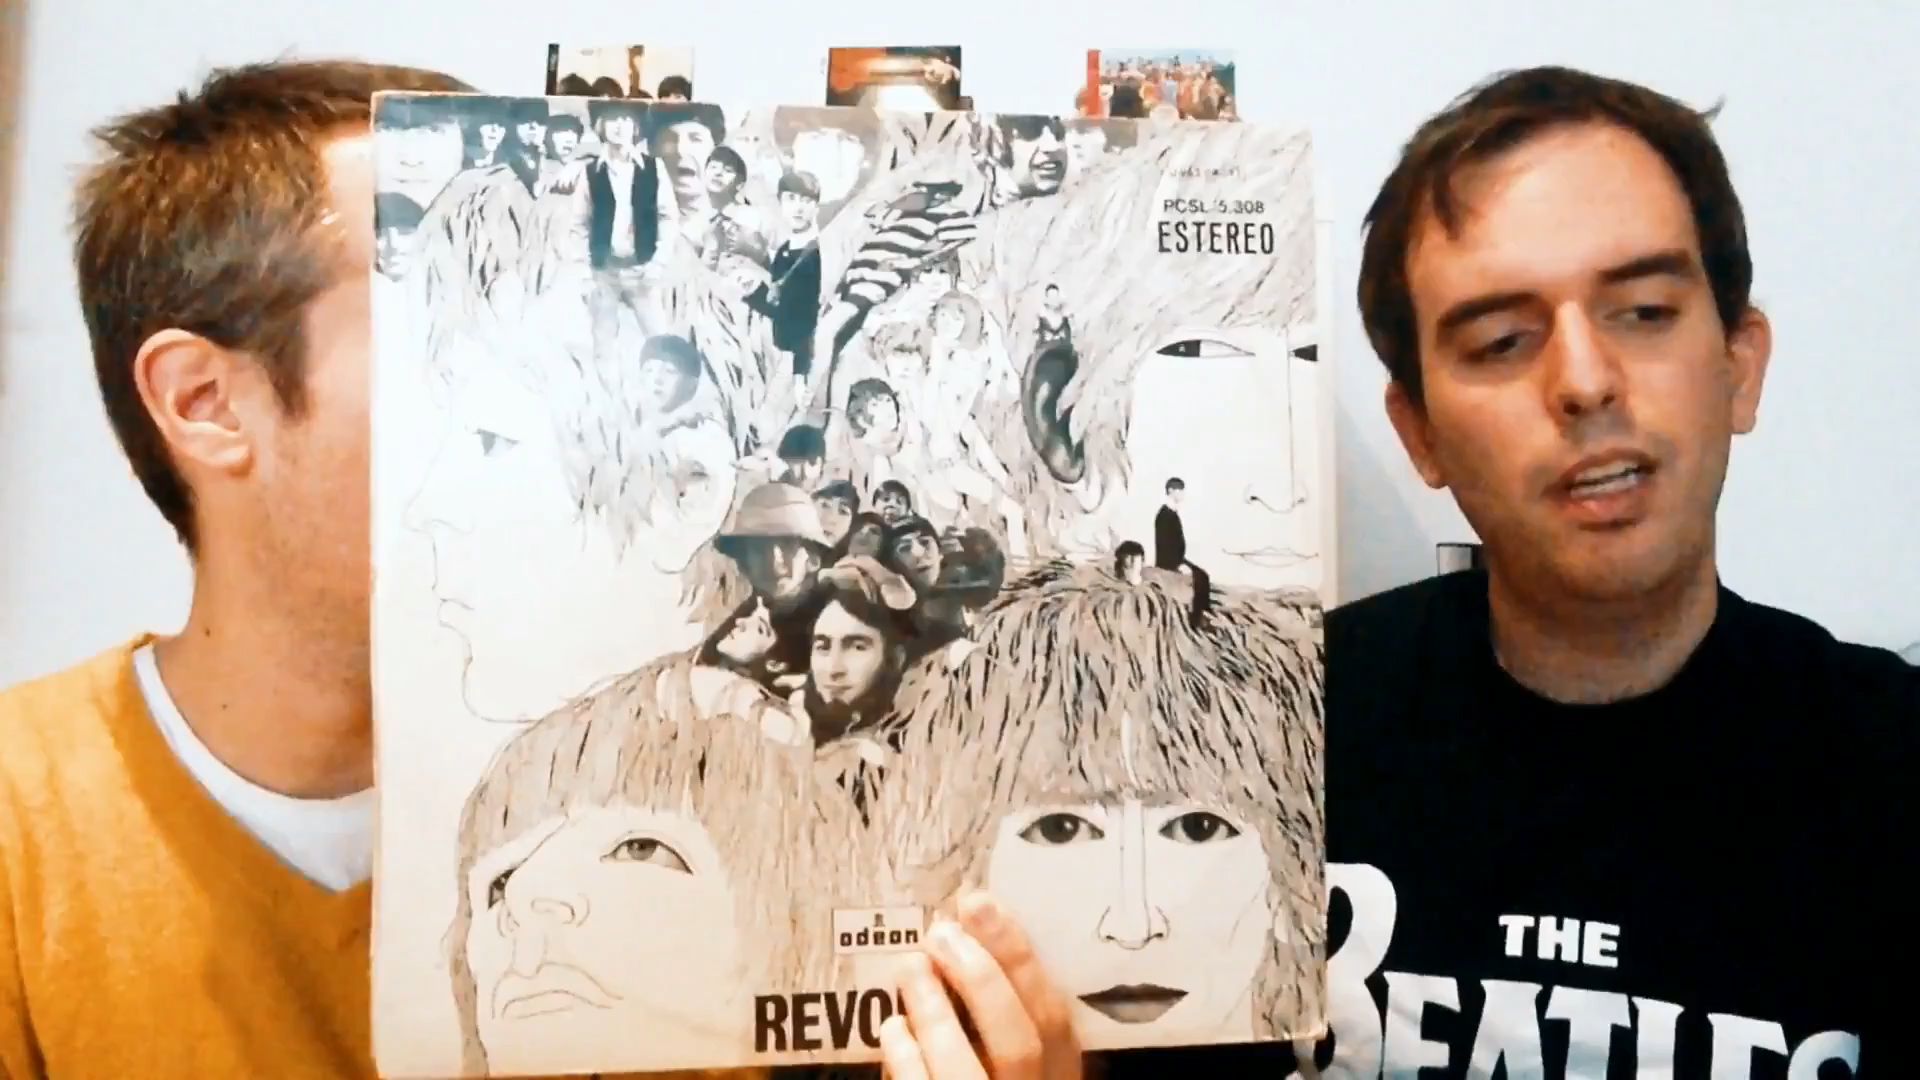 PCSL 5.308
ESTEREO
odeon
REVO
THE
BEATLES